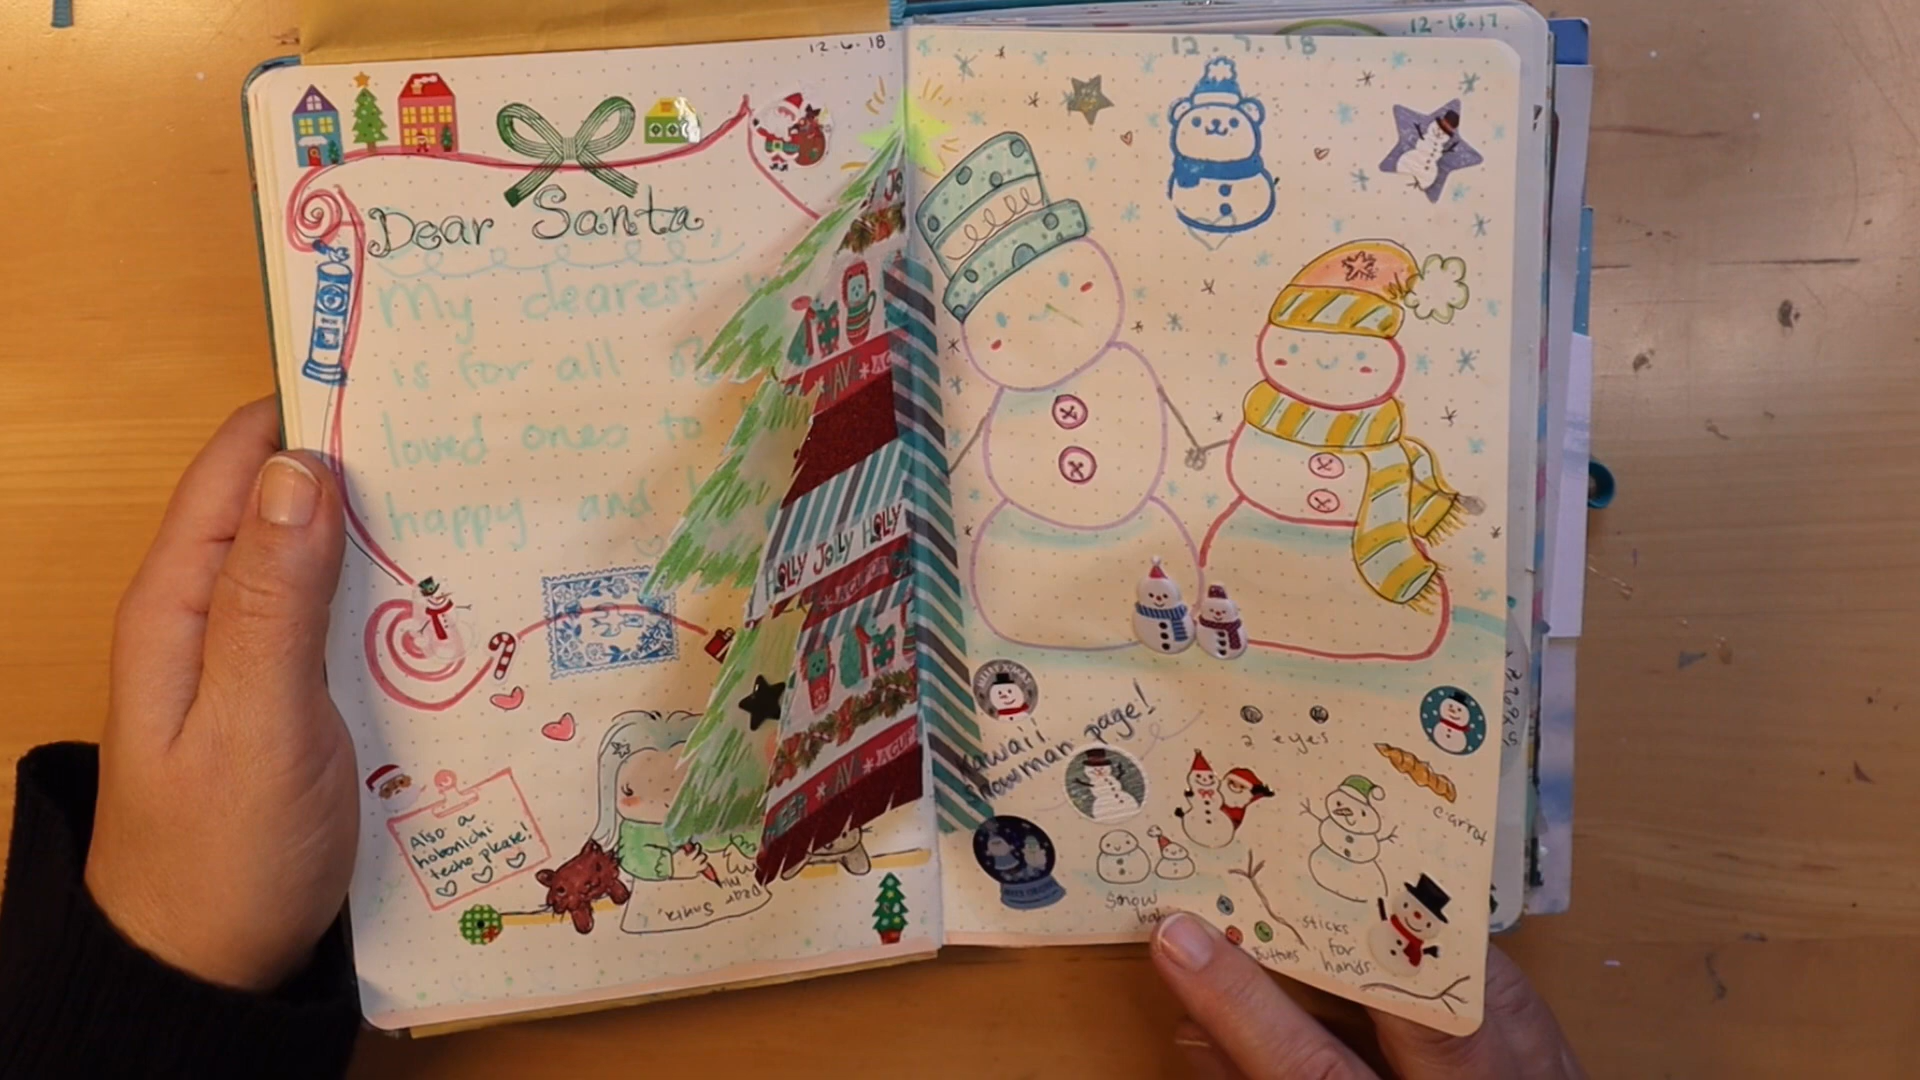 12.6.18
12-18-17
12.7.18
Dear Santa
My dearest
is for all of
loved ones to
happy and
HOLLY JOLLY HOLLY
Also a
hobonichi
techo please!
Dear
Santa,
Kawaii
Snowman page!
2 eyes
carrot
Snow
Buttons
sticks
for
hands